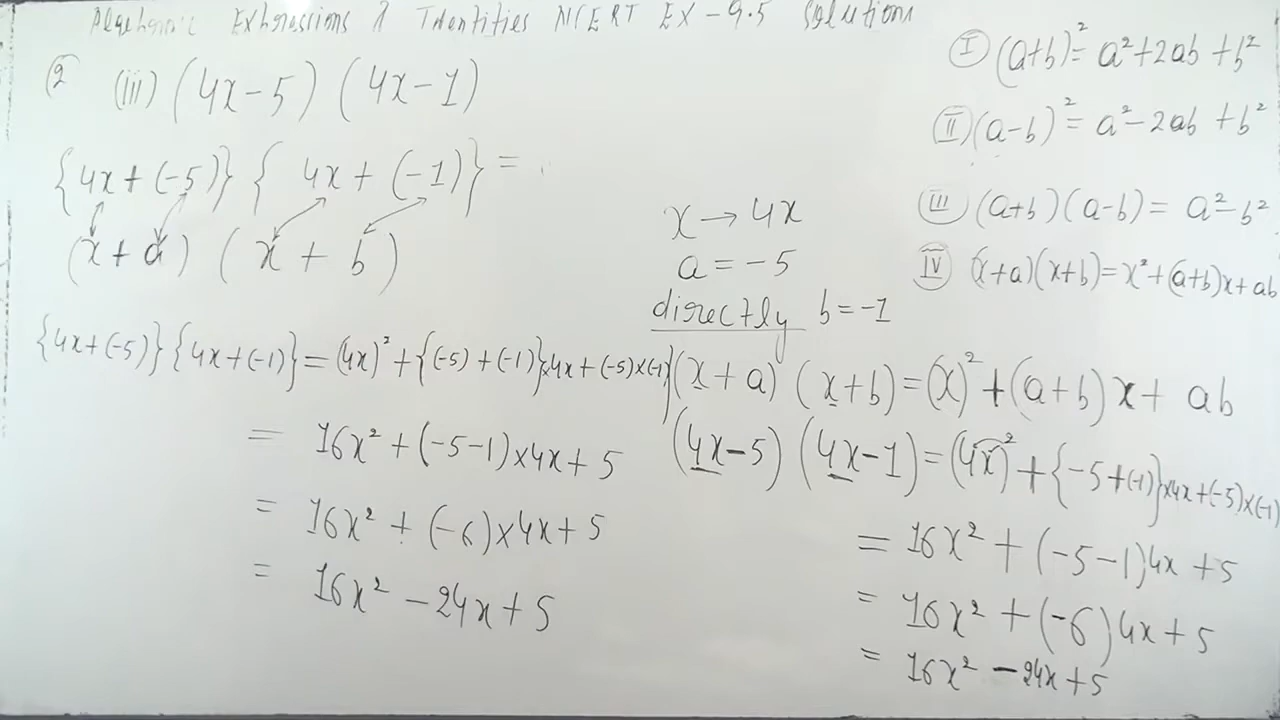 Algebraic Expressions & Identities NCERT EX-9.5 Solutions
② (iii) (4x-5) (4x-1)
{4x+(-5)} { 4x+(-1)} =
(x+a) (x+b)
{4x+(-5)} {4x+(-1)} = (4x)²+{(-5)+(-1)}×4x+(-5)×(-1)
= 16x²+(-5-1)×4x+5
= 16x²+(-6)×4x+5
= 16x²-24x+5
Ⓘ (a+b)²= a²+2ab+b²
Ⓘⓘ (a-b)²= a²-2ab+b²
III (a+b)(a-b)= a²-b²
IV (x+a)(x+b)=x²+(a+b)x+ab
x→4x
a=-5
directly b=-1
(x+a) (x+b)=(x)²+(a+b)x+ ab
(4x-5) (4x-1)=(4x)²+{-5+(-1)}×4x+(-5)×(-1)
= 16x²+(-5-1)4x+5
= 16x²+(-6)4x+5
= 16x²-24x+5